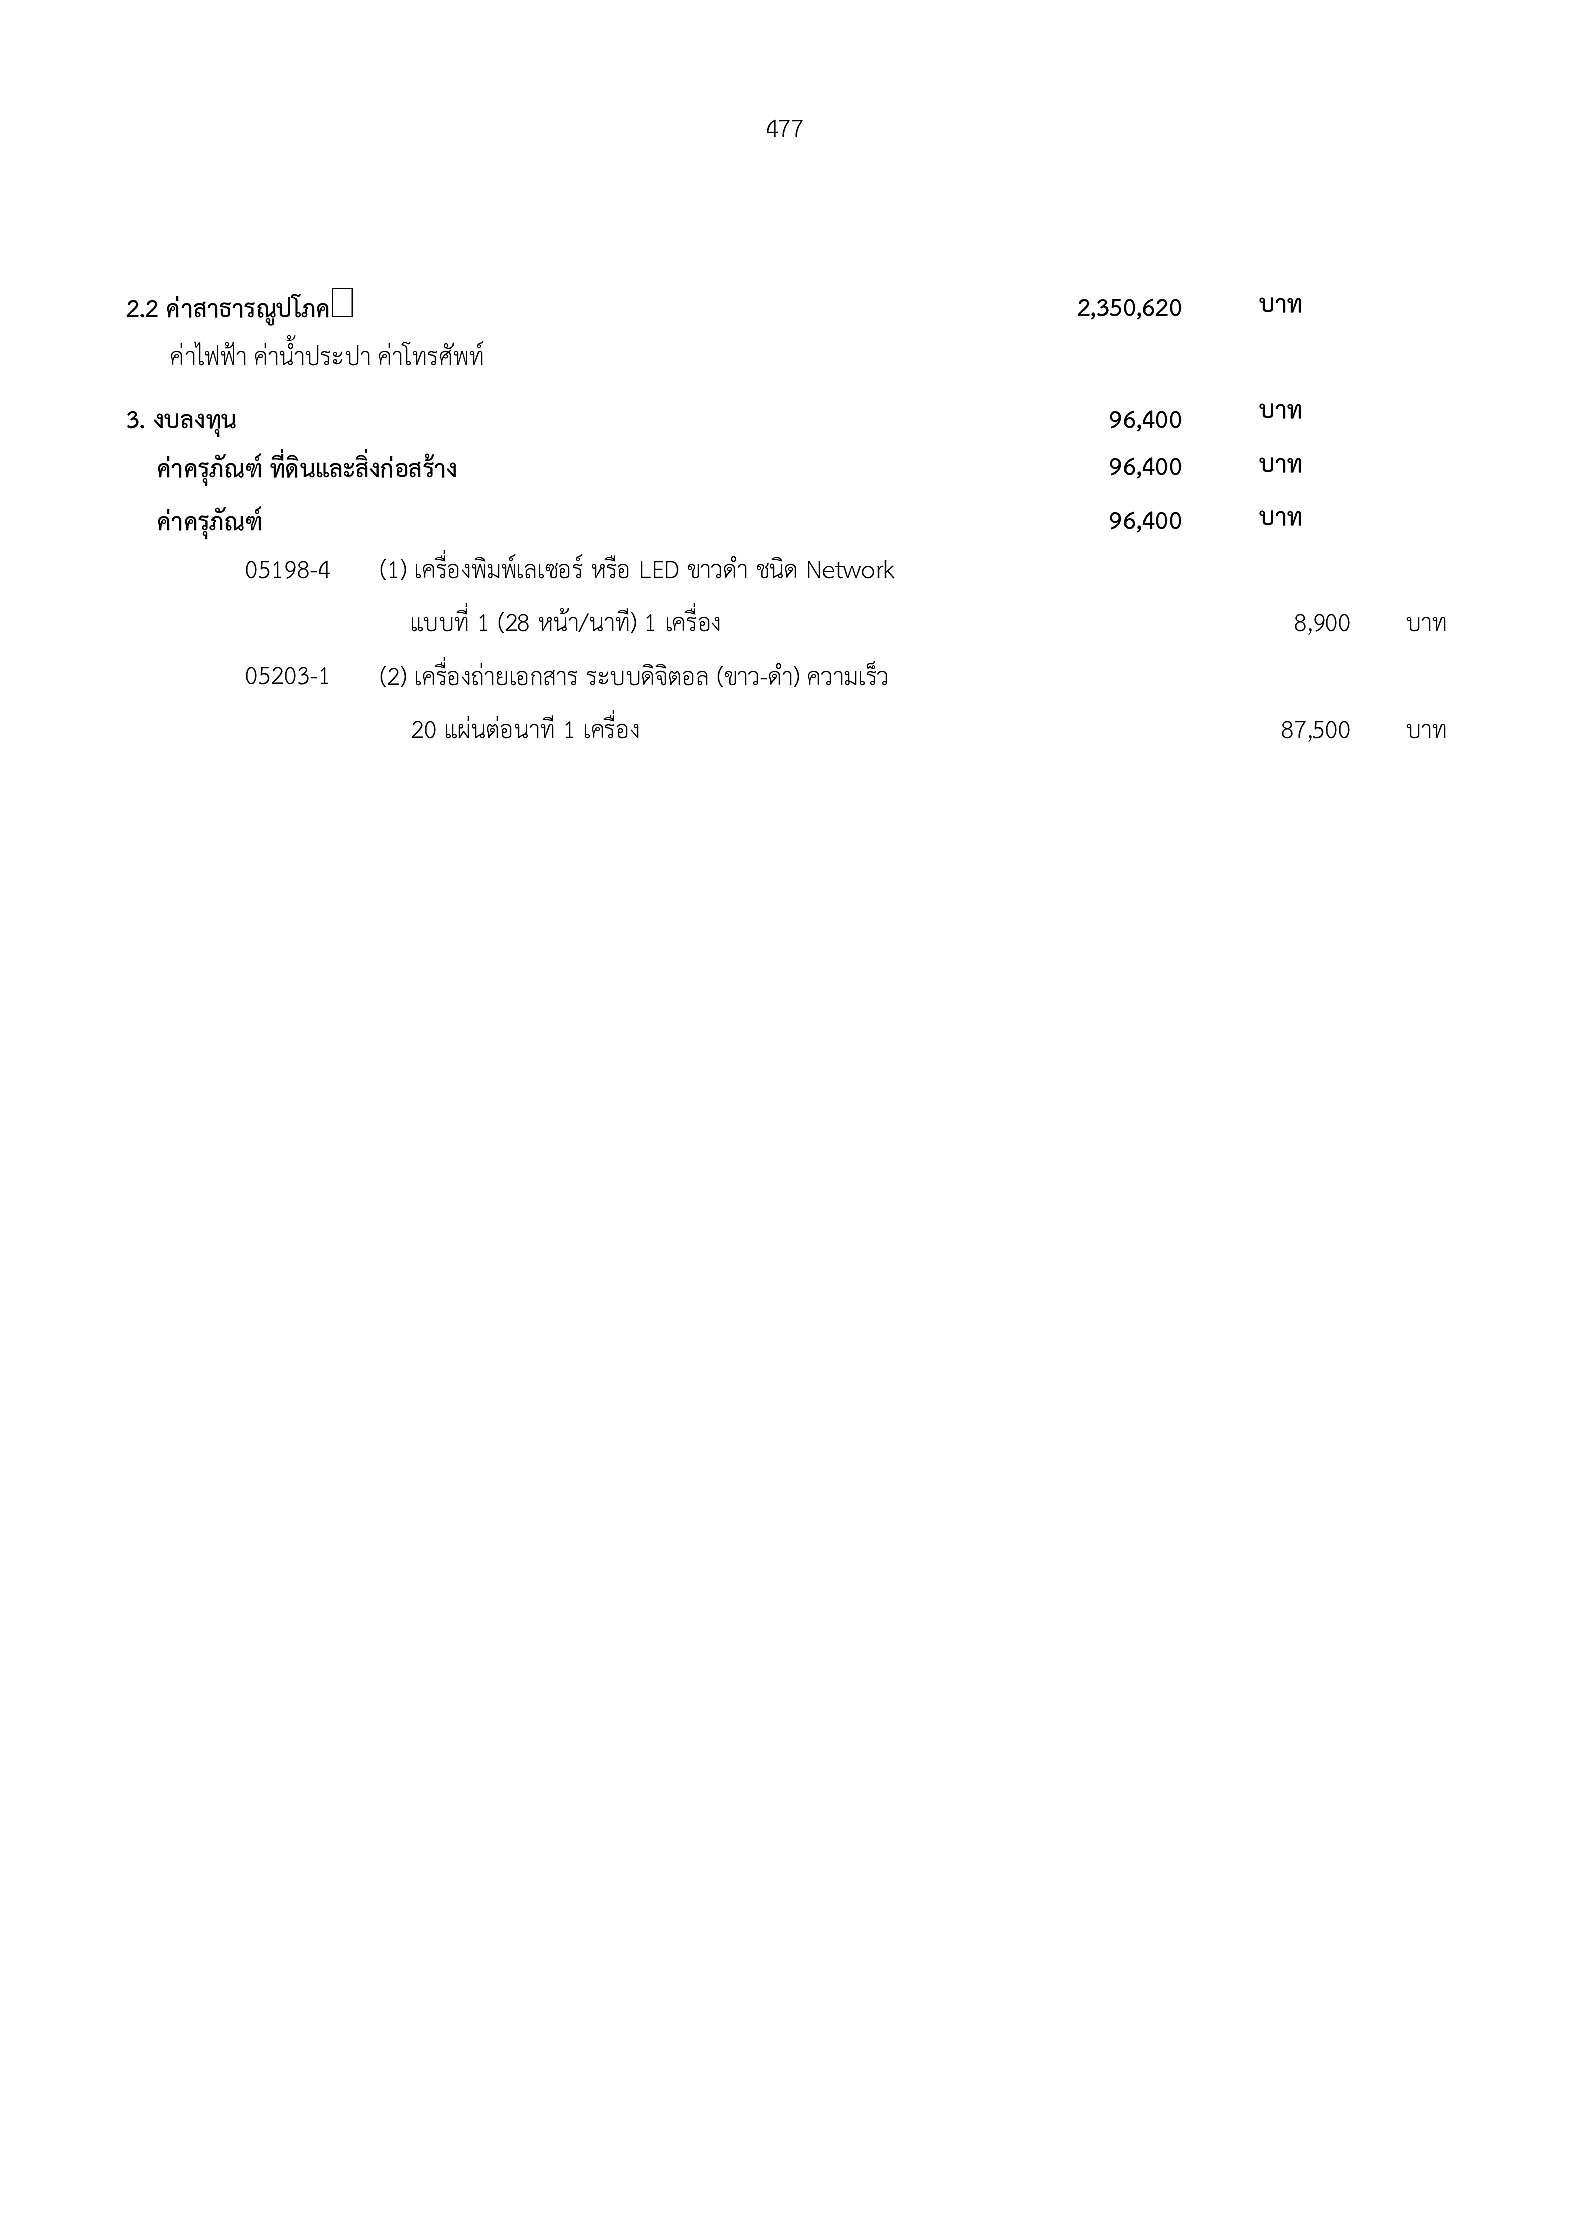 477
2.2 ค่าสาธารณูปโภค 2,350,620 บาท
ค่าไฟฟ้า ค่าน้ำประปา ค่าโทรศัพท์
3. งบลงทุน 96,400 บาท
ค่าครุภัณฑ์ ที่ดินและสิ่งก่อสร้าง 96,400 บาท
ค่าครุภัณฑ์ 96,400 บาท
05198-4 (1) เครื่องพิมพ์เลเซอร์ หรือ LED ขาวดำ ชนิด Network
แบบที่ 1 (28 หน้า/นาที) 1 เครื่อง 8,900 บาท
05203-1 (2) เครื่องถ่ายเอกสาร ระบบดิจิตอล (ขาว-ดำ) ความเร็ว
20 แผ่นต่อนาที 1 เครื่อง 87,500 บาท